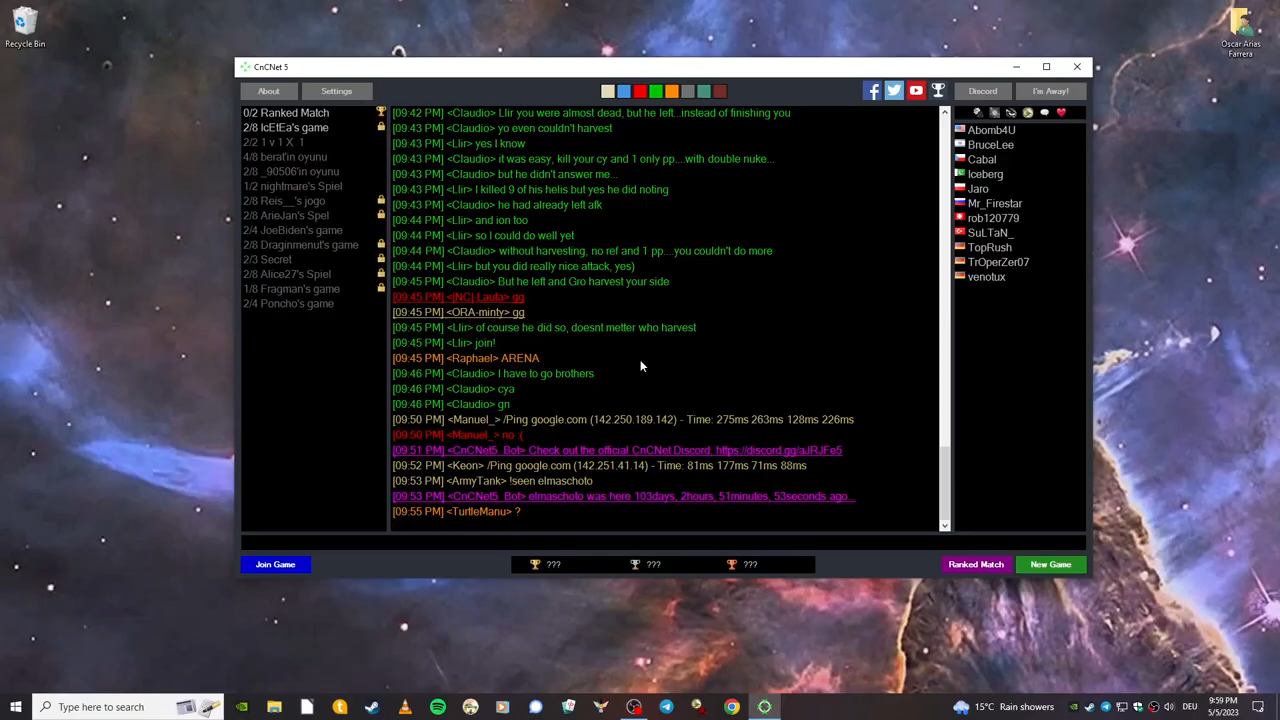 Recycle Bin
Oscar Arias
Farrera
CnCNet 5
About
Settings
Discord
I'm Away!
0/2 Ranked Match
2/8 IcEtEa's game
2/2 1 v 1 X 1
4/8 berat'in oyunu
2/8 _90506'in oyunu
1/2 nightmare's Spiel
2/8 Reis__'s jogo
2/8 ArieJan's Spel
2/4 JoeBiden's game
2/8 Draginmenut's game
2/3 Secret
2/8 Alice27's Spiel
1/8 Fragman's game
2/4 Poncho's game
[09:42 PM] <Claudio> Llir you were almost dead, but he left...instead of finishing you
[09:43 PM] <Claudio> yo even couldn't harvest
[09:43 PM] <Llir> yes I know
[09:43 PM] <Claudio> it was easy, kill your cy and 1 only pp....with double nuke...
[09:43 PM] <Claudio> but he didn't answer me...
[09:43 PM] <Llir> I killed 9 of his helis but yes he did noting
[09:43 PM] <Claudio> he had already left afk
[09:44 PM] <Llir> and ion too
[09:44 PM] <Llir> so I could do well yet
[09:44 PM] <Claudio> without harvesting, no ref and 1 pp....you couldn't do more
[09:44 PM] <Llir> but you did really nice attack, yes)
[09:45 PM] <Claudio> But he left and Gro harvest your side
[09:45 PM] <|NC|-Lauta> gg
[09:45 PM] <ORA-minty> gg
[09:45 PM] <Llir> of course he did so, doesnt metter who harvest
[09:45 PM] <Llir> join!
[09:45 PM] <Raphael> ARENA
[09:46 PM] <Claudio> I have to go brothers
[09:46 PM] <Claudio> cya
[09:46 PM] <Claudio> gn
[09:50 PM] <Manuel_> /Ping google.com (142.250.189.142) - Time: 275ms 263ms 128ms 226ms
[09:50 PM] <Manuel_> no :(
[09:51 PM] <CnCNet5_Bot> Check out the official CnCNet Discord: https://discord.gg/aJRJFe5
[09:52 PM] <Keon> /Ping google.com (142.251.41.14) - Time: 81ms 177ms 71ms 88ms
[09:53 PM] <ArmyTank> !seen elmaschoto
[09:53 PM] <CnCNet5_Bot> elmaschoto was here 103days, 2hours, 51minutes, 53seconds ago...
[09:55 PM] <TurtleManu> ?
Abomb4U
BruceLee
Cabal
Iceberg
Jaro
Mr_Firestar
rob120779
SuLTaN_
TopRush
TrOperZer07
venotux
Join Game
???
???
???
Ranked Match
New Game
Type here to search
15°C Rain showers
9:59 PM
5/5/2023